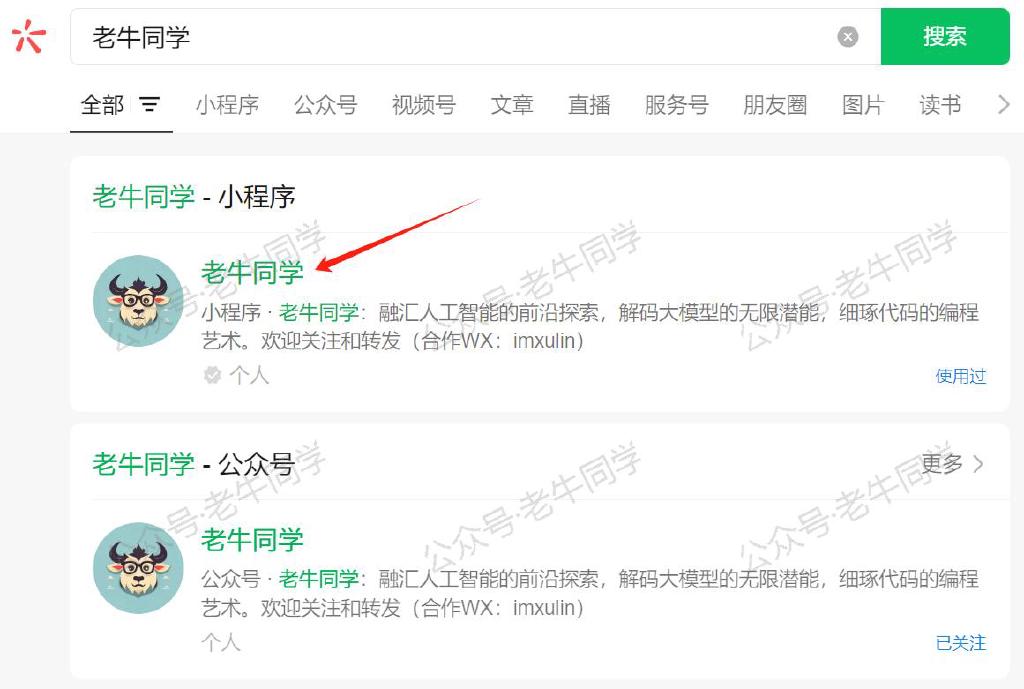 老牛同学
搜索
全部 小程序 公众号 视频号 文章 直播 服务号 朋友圈 图片 读书
老牛同学 - 小程序
老牛同学
小程序 · 老牛同学：融汇人工智能的前沿探索，解码大模型的无限潜能，细琢代码的编程
艺术。欢迎关注和转发（合作WX：imxulin）
个人
使用过
老牛同学 - 公众号
更多
老牛同学
公众号 · 老牛同学：融汇人工智能的前沿探索，解码大模型的无限潜能，细琢代码的编程
艺术。欢迎关注和转发（合作WX：imxulin）
个人
已关注
公众号·老牛同学
公众号·老牛同学
公众号·老牛同学
公众号·老牛同学
公众号·老牛同学
公众号·老牛同学